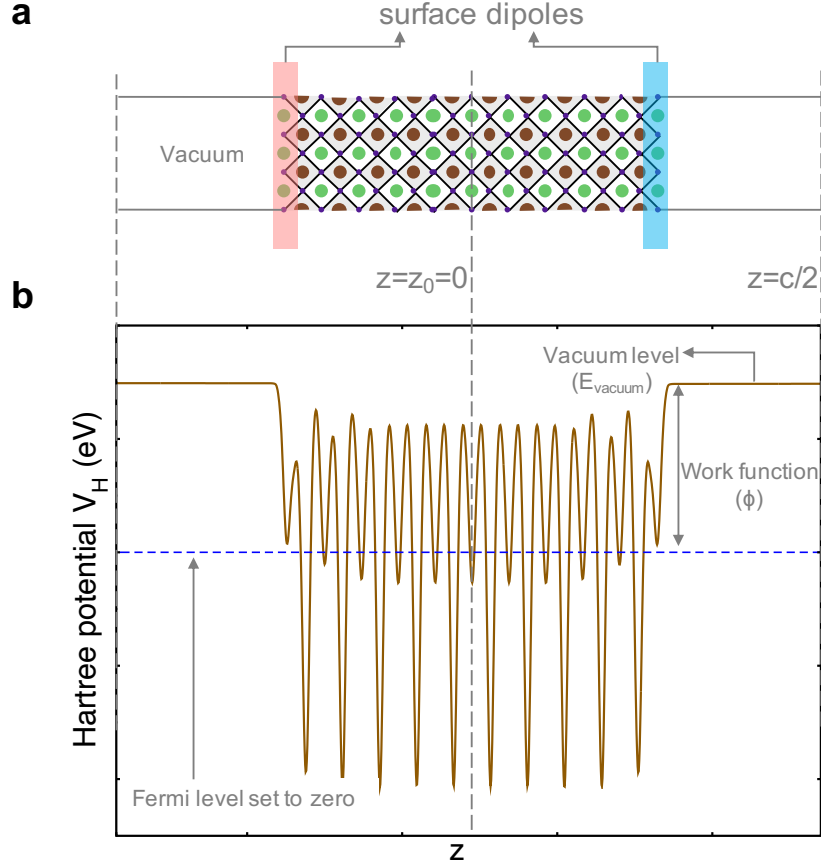 a
surface dipoles
Vacuum
z=z₀=0
z=c/2
b
Vacuum level
(E_vacuum)
Work function
(ϕ)
Hartree potential V_H (eV)
Fermi level set to zero
z